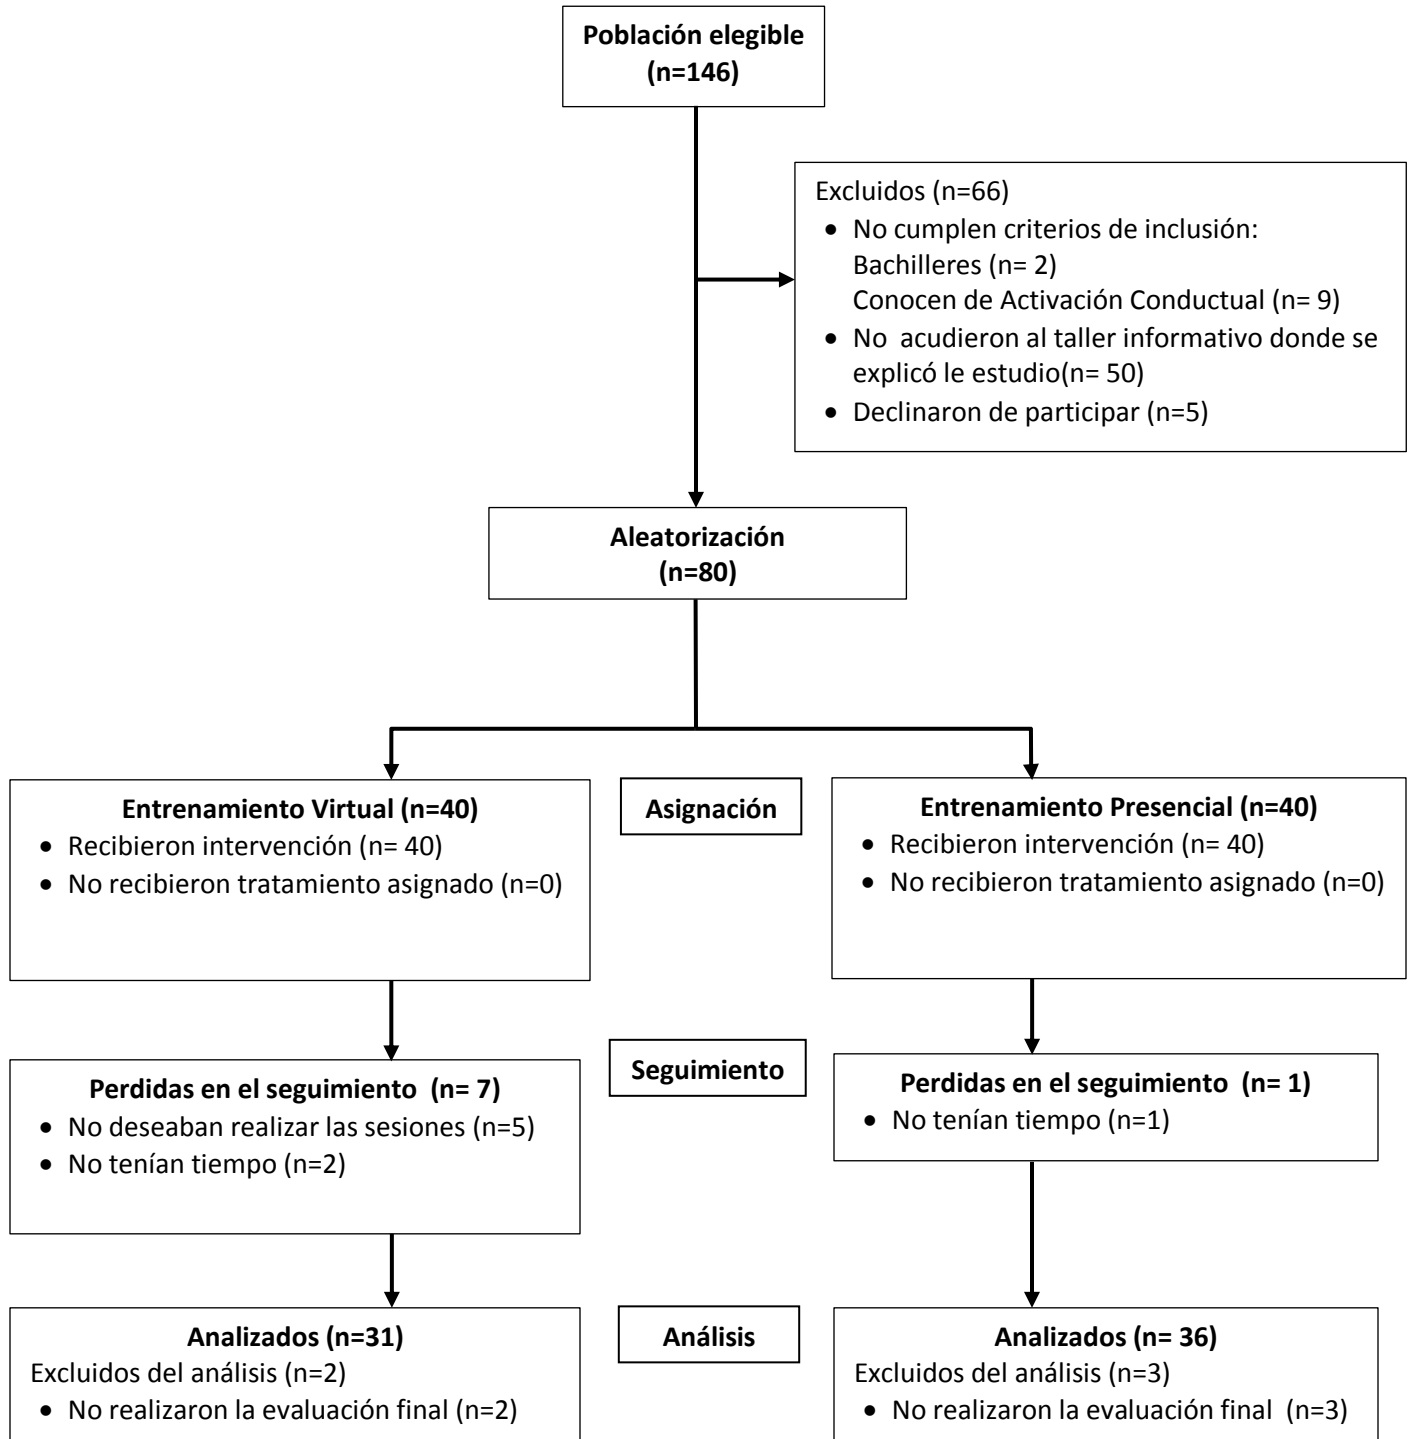 Población elegible
(n=146)
Excluidos (n=66)
• No cumplen criterios de inclusión:
Bachilleres (n= 2)
Conocen de Activación Conductual (n= 9)
• No  acudieron al taller informativo donde se
explicó le estudio(n= 50)
• Declinaron de participar (n=5)
Aleatorización
(n=80)
Asignación
Entrenamiento Virtual (n=40)
• Recibieron intervención (n= 40)
• No recibieron tratamiento asignado (n=0)
Entrenamiento Presencial (n=40)
• Recibieron intervención (n= 40)
• No recibieron tratamiento asignado (n=0)
Seguimiento
Perdidas en el seguimiento  (n= 7)
• No deseaban realizar las sesiones (n=5)
• No tenían tiempo (n=2)
Perdidas en el seguimiento  (n= 1)
• No tenían tiempo (n=1)
Análisis
Analizados (n=31)
Excluidos del análisis (n=2)
• No realizaron la evaluación final (n=2)
Analizados (n= 36)
Excluidos del análisis (n=3)
• No realizaron la evaluación final  (n=3)